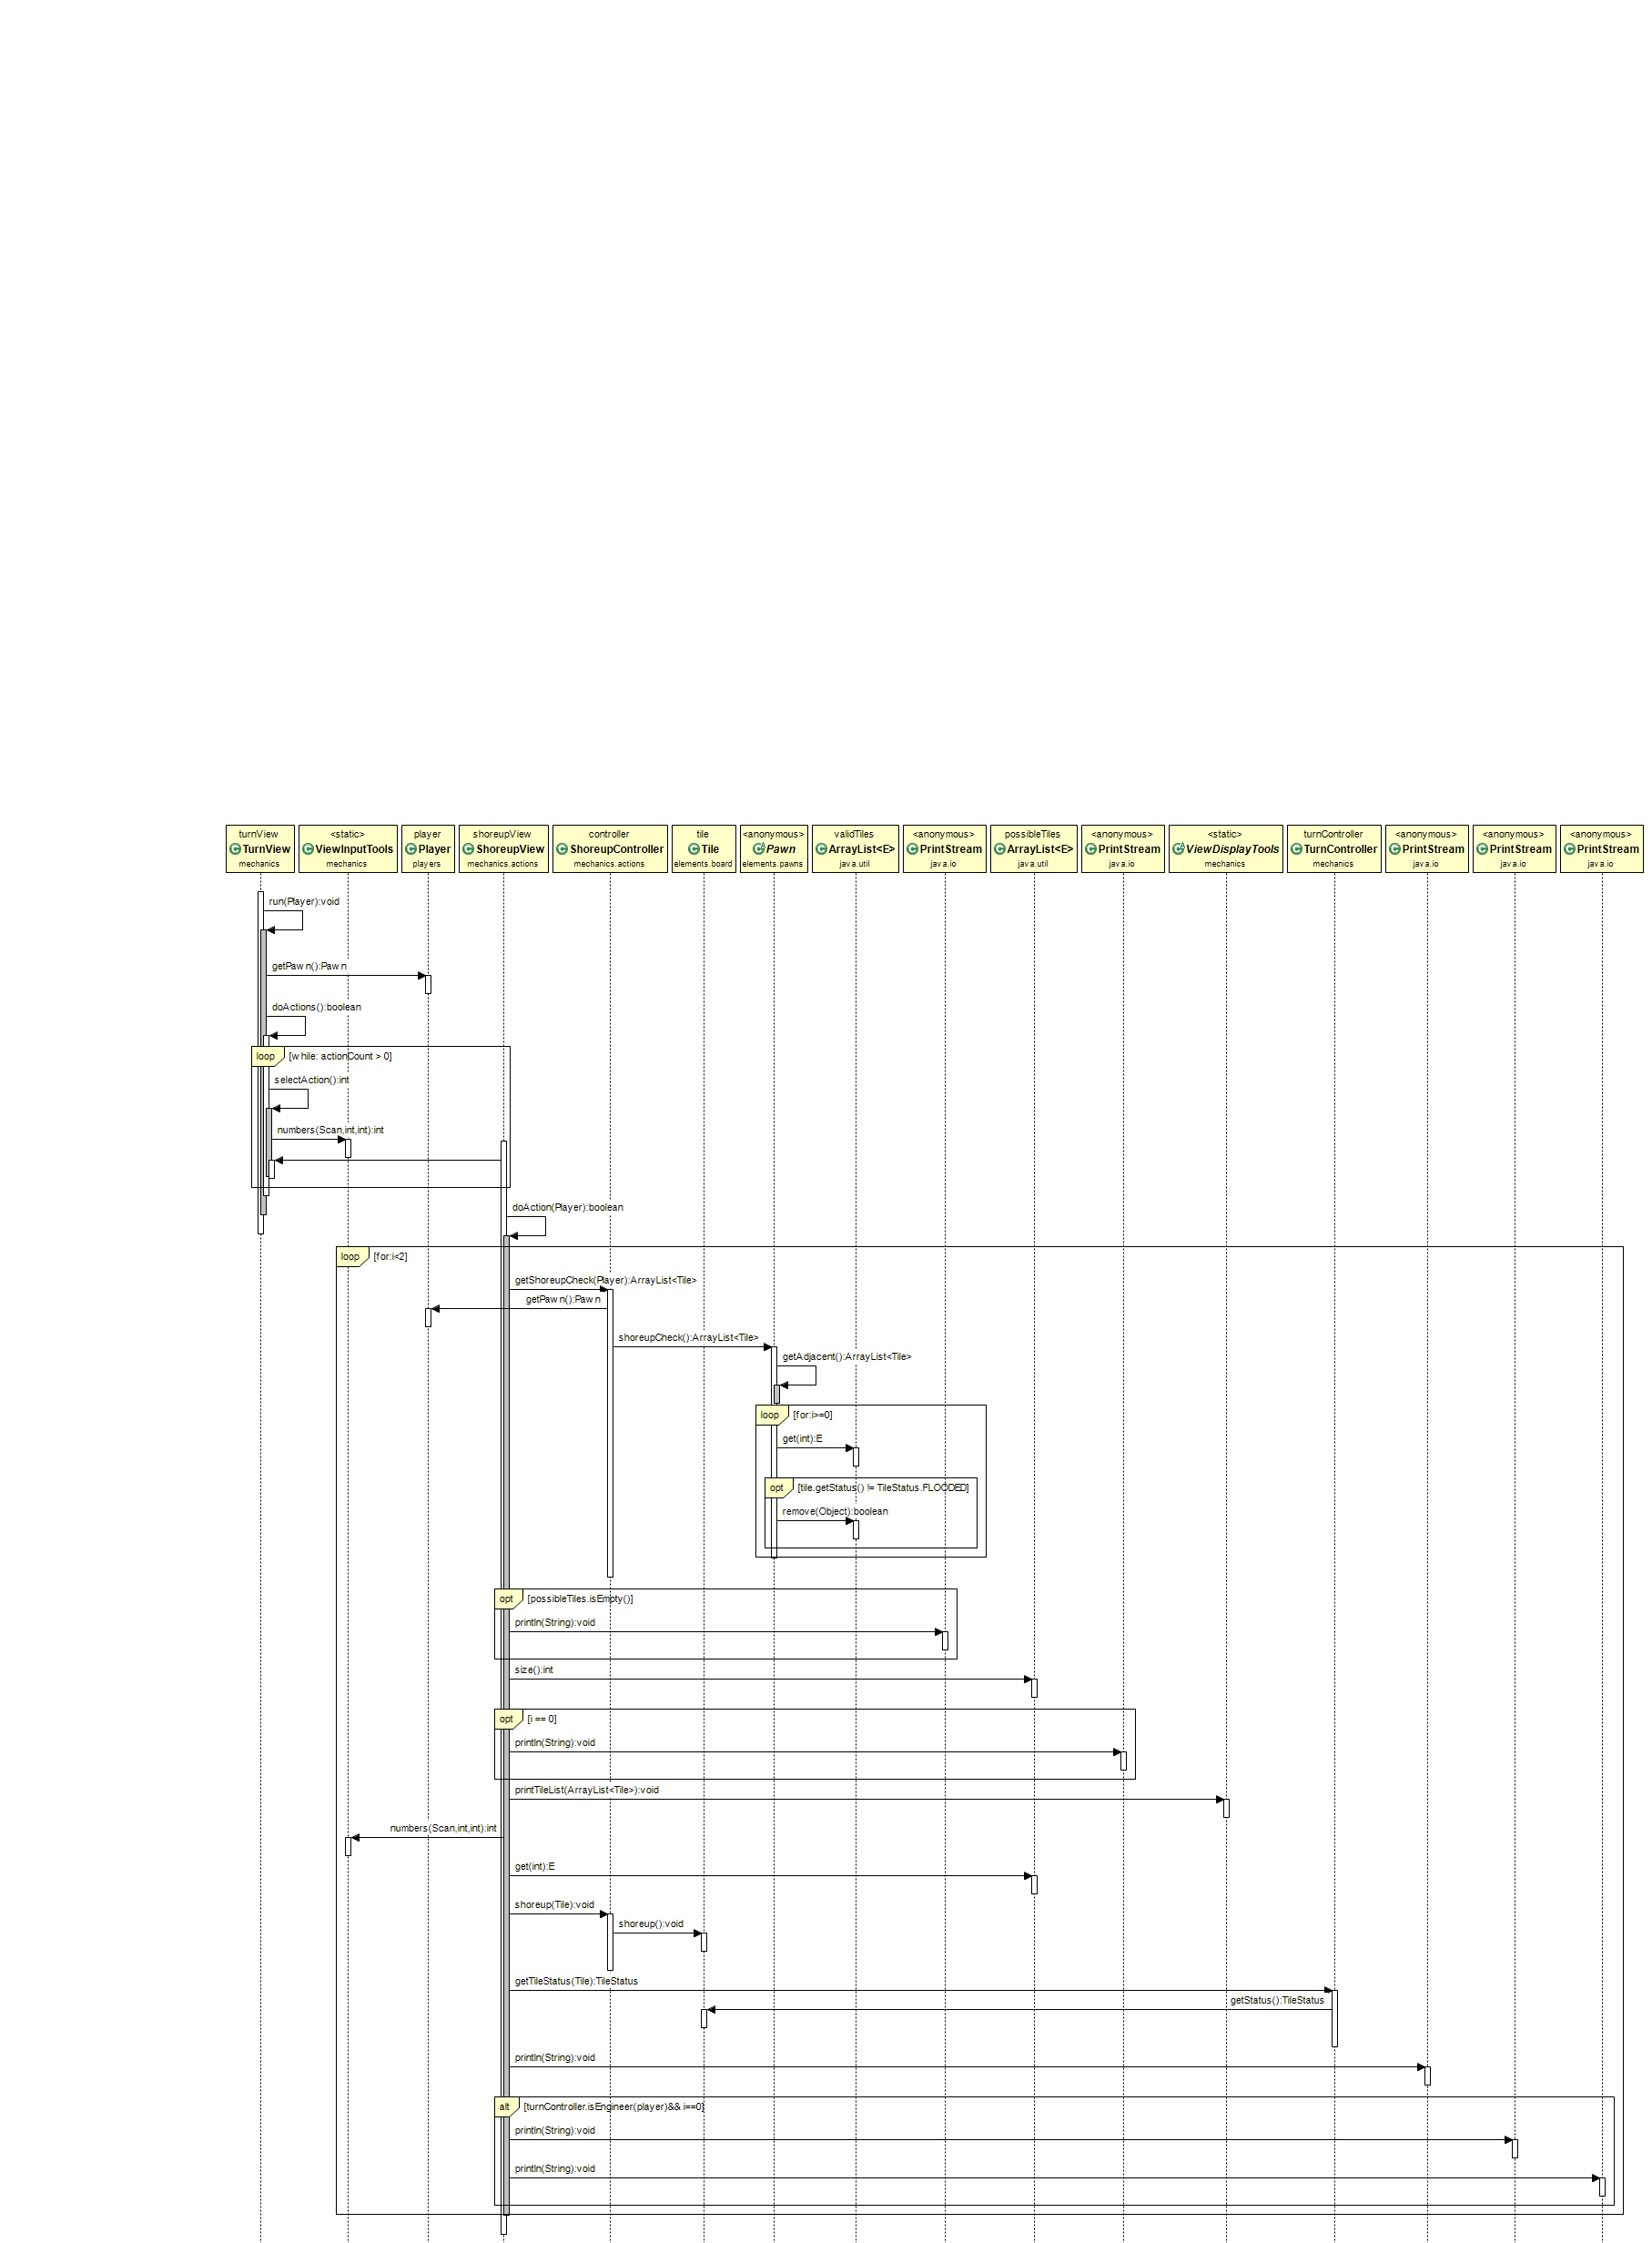 turnView <static> player shoreupView controller tile <anonymous> validTiles <anonymous> possibleTiles <anonymous> <static> turnController <anonymous> <anonymous> <anonymous>
C TurnView C ViewInputTools C Player C ShoreupView C ShoreupController C Tile C A Pawn C ArrayList<E> C PrintStream C ArrayList<E> C PrintStream C A ViewDisplayTools C TurnController C PrintStream C PrintStream C PrintStream
mechanics mechanics players mechanics.actions mechanics.actions elements.board elements.pawns java.util java.io java.util java.io mechanics mechanics java.io java.io java.io
run(Player):void
getPawn():Pawn
doActions():boolean
loop [while: actionCount > 0]
selectAction():int
numbers(Scan,int,int):int
doAction(Player):boolean
loop [for:i<2]
getShoreupCheck(Player):ArrayList<Tile>
getPawn():Pawn
shoreupCheck():ArrayList<Tile>
getAdjacent():ArrayList<Tile>
loop [for:i>=0]
get(int):E
opt [tile.getStatus() != TileStatus.FLOODED]
remove(Object):boolean
opt [possibleTiles.isEmpty()]
println(String):void
size():int
opt [i == 0]
println(String):void
printTileList(ArrayList<Tile>):void
numbers(Scan,int,int):int
get(int):E
shoreup(Tile):void
shoreup():void
getTileStatus(Tile):TileStatus
getStatus():TileStatus
println(String):void
alt [turnController.isEngineer(player)&& i==0]
println(String):void
println(String):void